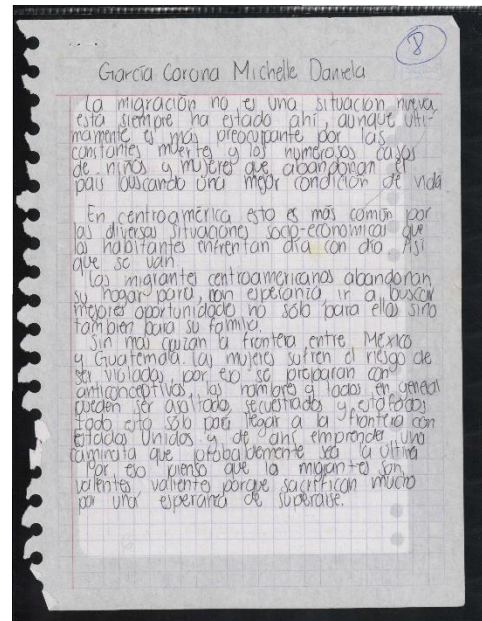 8
García Corona Michelle Daniela
La migración no es una situación nueva,
esta siempre ha estado ahí, aunque ulti-
mamente es más preocupante por las
constantes muertes y los numerosos casos
de niños y mujeres que abandonan el
país buscando una mejor condición de vida
En centroamérica esto es más común por
las diversas situaciones socio-economicas que
los habitantes enfrentan día con día. Así
que se van.
Los migrantes centroamericanos abandonan
su hogar para, con esperanza ir a buscar
mejores oportunidades no sólo para ellos sino
tambien para su familia.
Sin mas cruzan la frontera entre México
y Guatemala. Las mujeres sufren el riesgo de
ser violadas por eso se preparan con
anticonceptivos, los hombres y todos en general
pueden ser asaltados, secuestrados y estafados
todo esto sólo para llegar a la frontera con
Estados Unidos y de ahí emprender una
caminata que probablemente sea la última
Por eso pienso que la migrantes son
valientes valiente porque sacrifican mucho
por una esperanza de superarse.